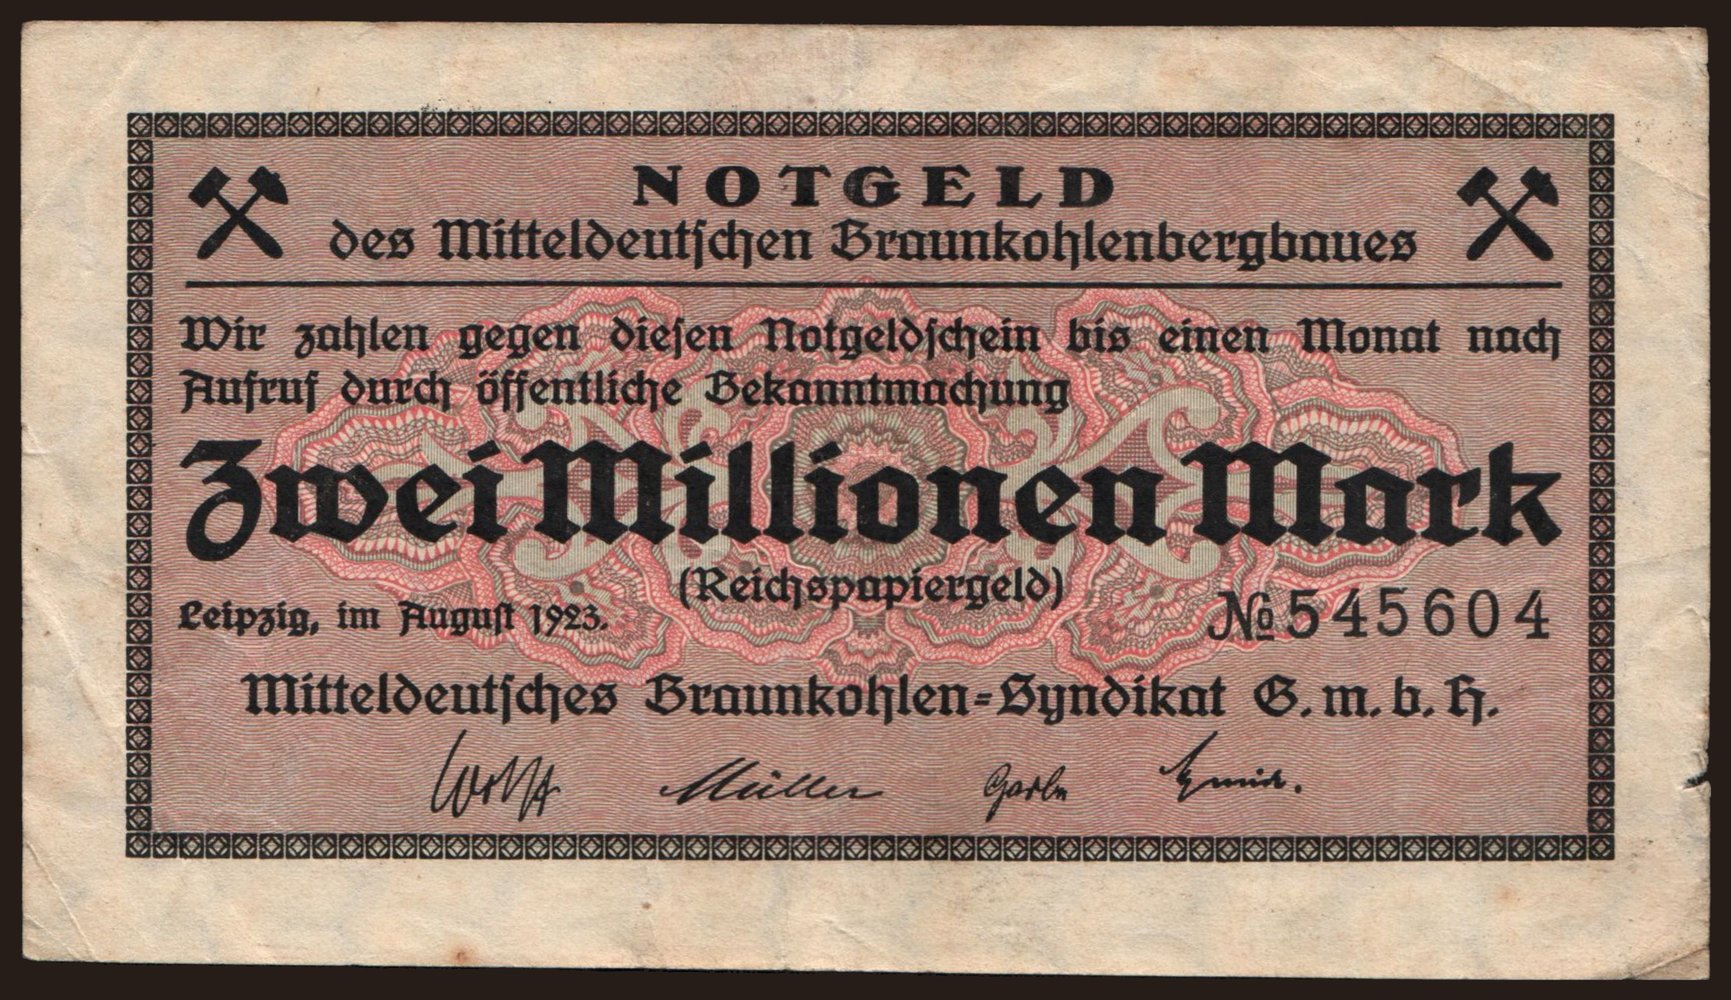 NOTGELD
des Mitteldeutschen Braunkohlenbergbaues
Wir zahlen gegen diesen Notgeldschein bis einen Monat nach
Aufruf durch öffentliche Bekanntmachung
Zwei Millionen Mark
(Reichspapiergeld)
Leipzig, im August 1923.
№ 545604
Mitteldeutsches Braunkohlen-Syndikat G. m. b. H.
Müller